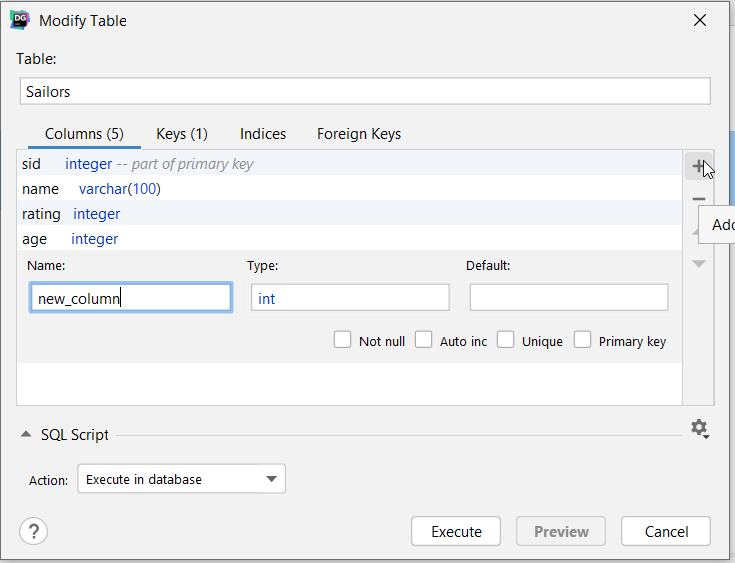 DG Modify Table
Table:
Sailors
Columns (5) Keys (1) Indices Foreign Keys
sid integer -- part of primary key
name varchar(100)
rating integer
age integer
Add
Name: Type: Default:
new_column int
Not null Auto inc Unique Primary key
SQL Script
Action: Execute in database
? Execute Preview Cancel